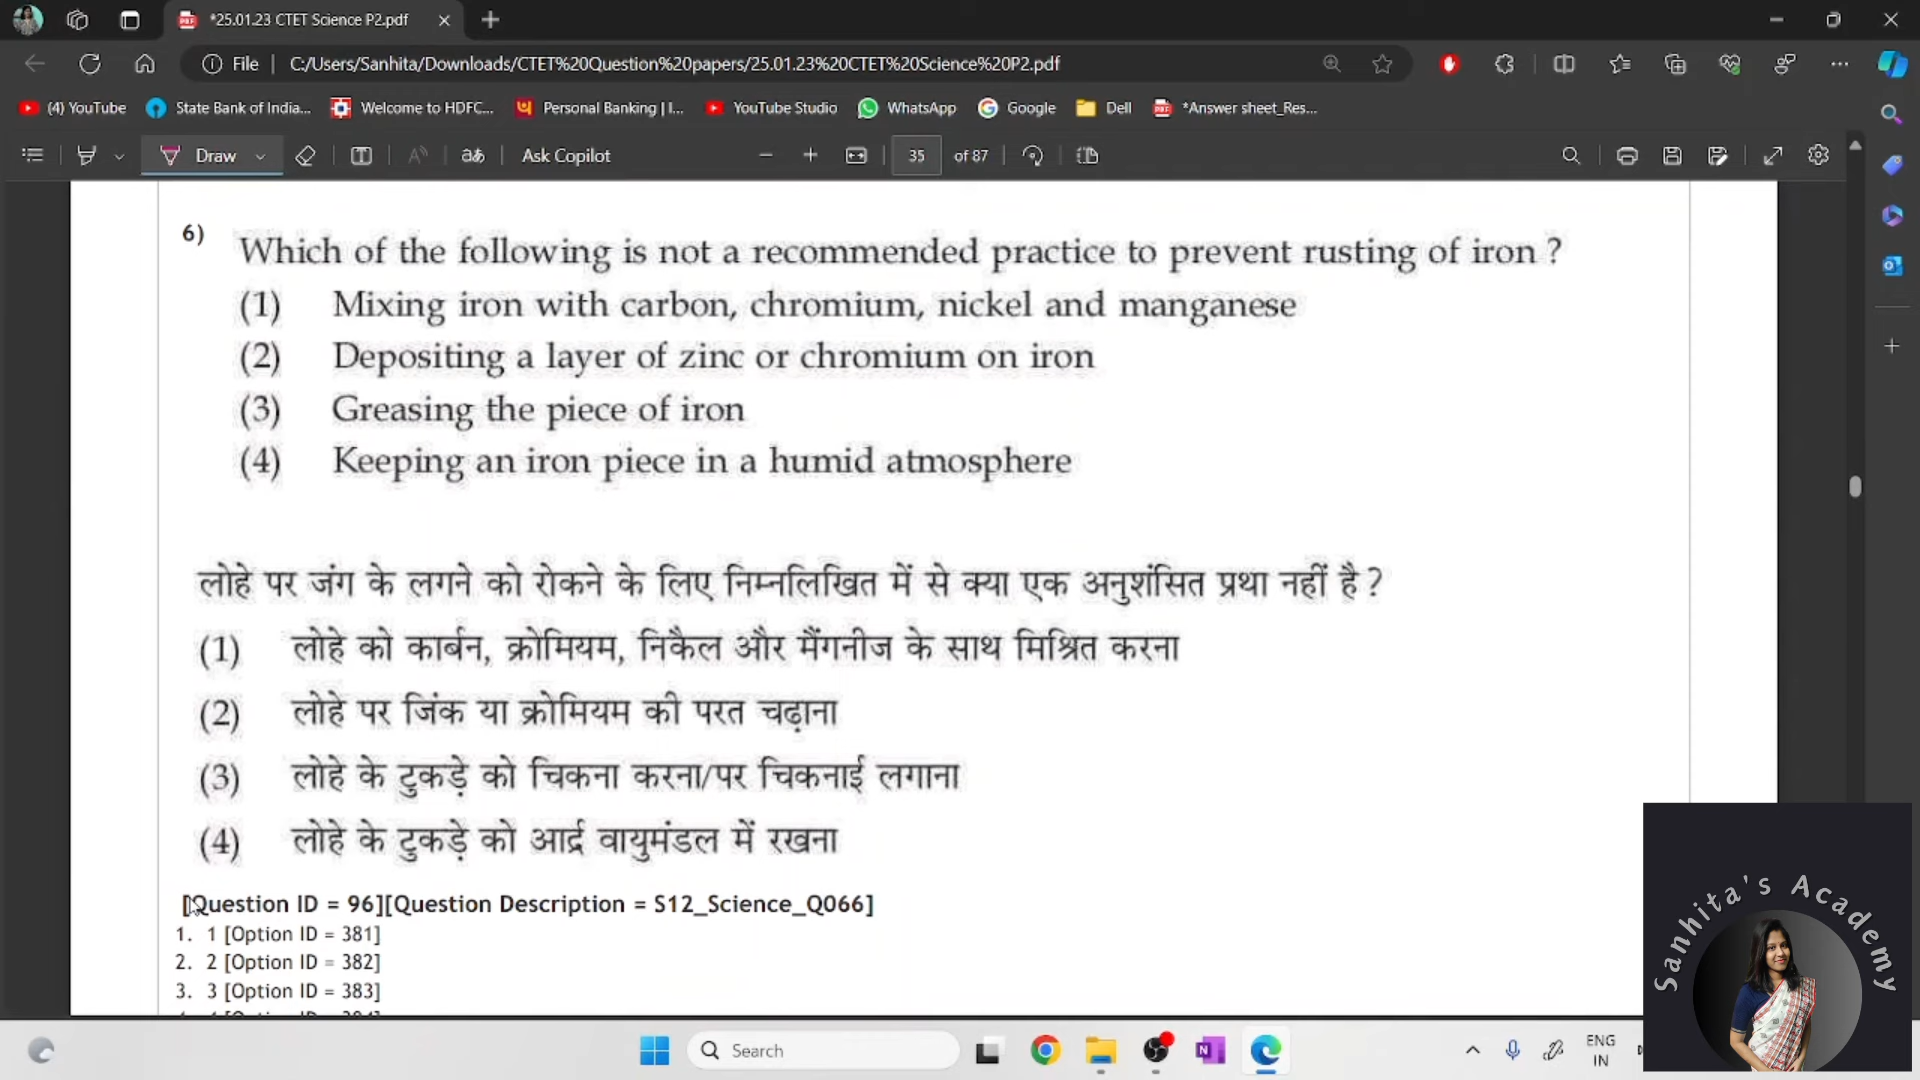 *25.01.23 CTET Science P2.pdf
File
C:/Users/Sanhita/Downloads/CTET%20Question%20papers/25.01.23%20CTET%20Science%20P2.pdf
(4) YouTube
State Bank of India...
Welcome to HDFC...
Personal Banking | I...
YouTube Studio
WhatsApp
Google
Dell
*Answer sheet_Res...
Draw
Ask Copilot
35 of 87
6) Which of the following is not a recommended practice to prevent rusting of iron ?
(1) Mixing iron with carbon, chromium, nickel and manganese
(2) Depositing a layer of zinc or chromium on iron
(3) Greasing the piece of iron
(4) Keeping an iron piece in a humid atmosphere
लोहे पर जंग के लगने को रोकने के लिए निम्नलिखित में से क्या एक अनुशंसित प्रथा नहीं है ?
(1) लोहे को कार्बन, क्रोमियम, निकैल और मैंगनीज के साथ मिश्रित करना
(2) लोहे पर जिंक या क्रोमियम की परत चढ़ाना
(3) लोहे के टुकड़े को चिकना करना/पर चिकनाई लगाना
(4) लोहे के टुकड़े को आर्द्र वायुमंडल में रखना
[Question ID = 96][Question Description = S12_Science_Q066]
1. 1 [Option ID = 381]
2. 2 [Option ID = 382]
3. 3 [Option ID = 383]
Sanhita's Academy
Search
ENG
IN